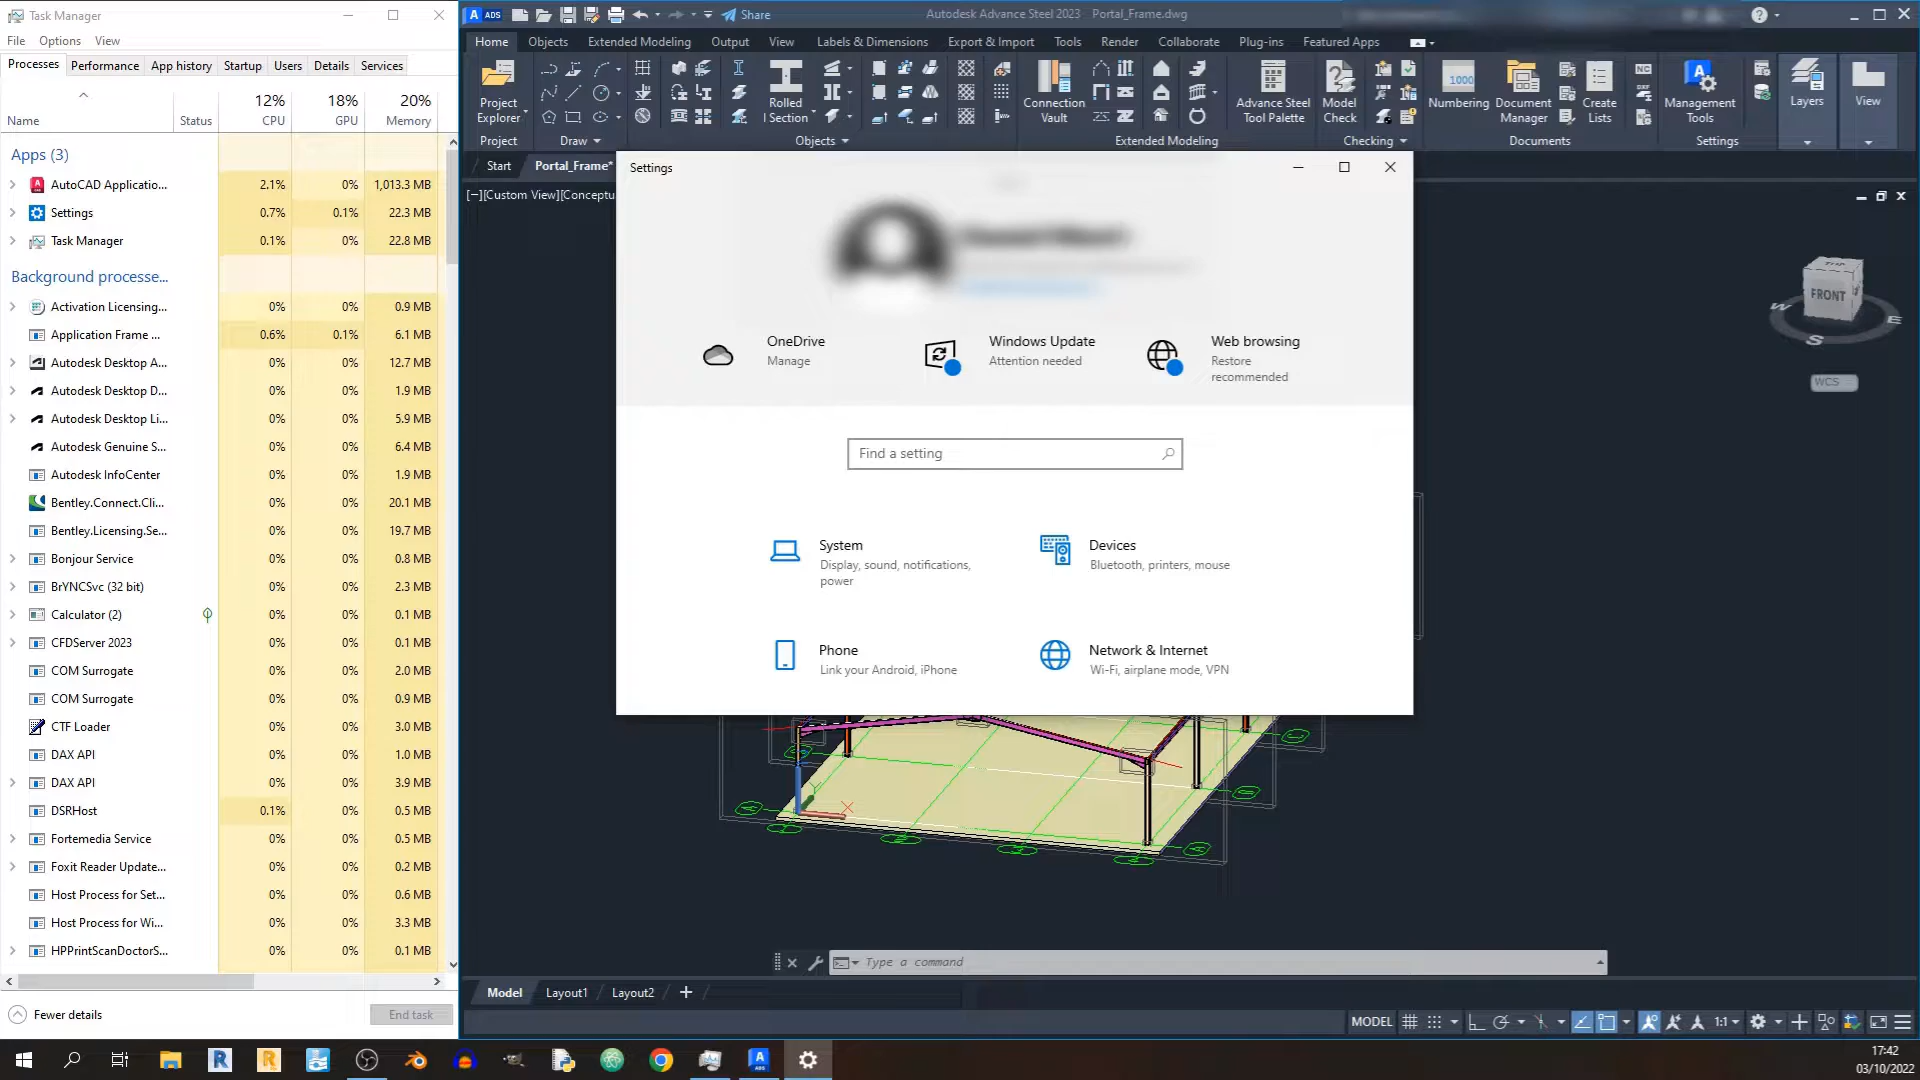 Task Manager
File Options View
Processes Performance App history Startup Users Details Services
12% 18% 20%
Name Status CPU GPU Memory
Apps (3)
AutoCAD Applicatio... 2.1% 0% 1,013.3 MB
Settings 0.7% 0.1% 22.3 MB
Task Manager 0.1% 0% 22.8 MB
Background processe...
Activation Licensing... 0% 0% 0.9 MB
Application Frame ... 0.6% 0.1% 6.1 MB
Autodesk Desktop A... 0% 0% 12.7 MB
Autodesk Desktop D... 0% 0% 1.9 MB
Autodesk Desktop Li... 0% 0% 5.9 MB
Autodesk Genuine S... 0% 0% 6.4 MB
Autodesk InfoCenter 0% 0% 1.9 MB
Bentley.Connect.Cli... 0% 0% 20.1 MB
Bentley.Licensing.Se... 0% 0% 19.7 MB
Bonjour Service 0% 0% 0.8 MB
BrYNCSvc (32 bit) 0% 0% 2.3 MB
Calculator (2) 0% 0% 0.1 MB
CFDServer 2023 0% 0% 0.1 MB
COM Surrogate 0% 0% 2.0 MB
COM Surrogate 0% 0% 0.9 MB
CTF Loader 0% 0% 3.0 MB
DAX API 0% 0% 1.0 MB
DAX API 0% 0% 3.9 MB
DSRHost 0.1% 0% 0.5 MB
Fortemedia Service 0% 0% 0.5 MB
Foxit Reader Update... 0% 0% 0.2 MB
Host Process for Set... 0% 0% 0.6 MB
Host Process for Wi... 0% 0% 3.3 MB
HPPrintScanDoctorS... 0% 0% 0.1 MB
Fewer details End task
A ADS Share Autodesk Advance Steel 2023 Portal_Frame.dwg
Home Objects Extended Modeling Output View Labels & Dimensions Export & Import Tools Render Collaborate Plug-ins Featured Apps
Project Explorer
Rolled I Section
Connection Vault
Advance Steel Tool Palette
Model Check
1000
Numbering
Document Manager
Create Lists
NC
DXF
NC
Management Tools
Layers
View
Project Draw Objects Extended Modeling Checking Documents Settings
Start Portal_Frame*
[−][Custom View][Conceptu
Settings
OneDrive
Manage
Windows Update
Attention needed
Web browsing
Restore
recommended
Find a setting
System
Display, sound, notifications,
power
Devices
Bluetooth, printers, mouse
Phone
Link your Android, iPhone
Network & Internet
Wi-Fi, airplane mode, VPN
TOP
FRONT
W
S
E
WCS
Type a command
Model Layout1 Layout2 +
MODEL 1:1
17:42
03/10/2022